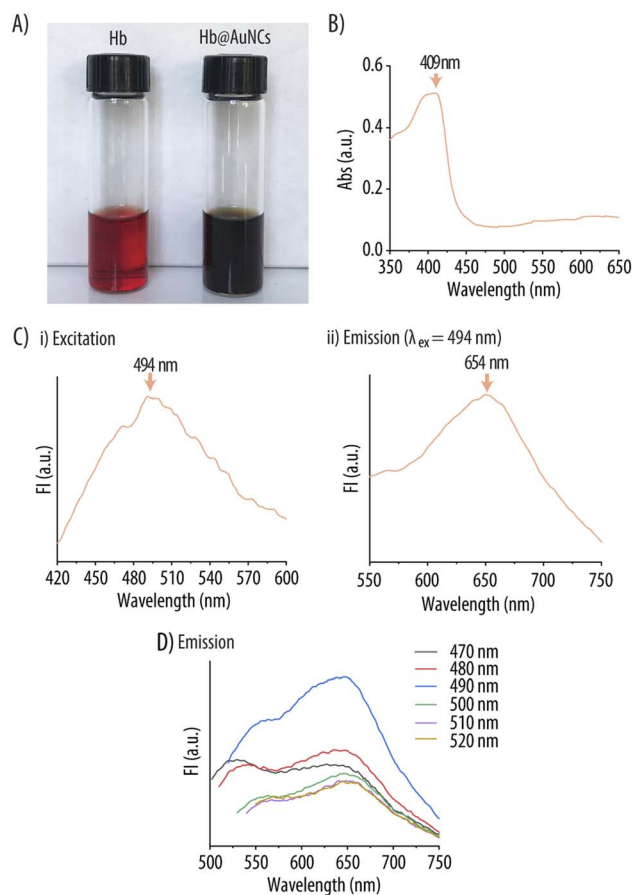 A)
Hb
Hb@AuNCs
B)
409 nm
0.6
0.4
0.2
0.0
Abs (a.u.)
350 400 450 500 550 600 650
Wavelength (nm)
C) i) Excitation
494 nm
FI (a.u.)
420 450 480 510 540 570 600
Wavelength (nm)
ii) Emission (λex = 494 nm)
654 nm
FI (a.u.)
550 600 650 700 750
Wavelength (nm)
D) Emission
470 nm
480 nm
490 nm
500 nm
510 nm
520 nm
FI (a.u.)
500 550 600 650 700 750
Wavelength (nm)